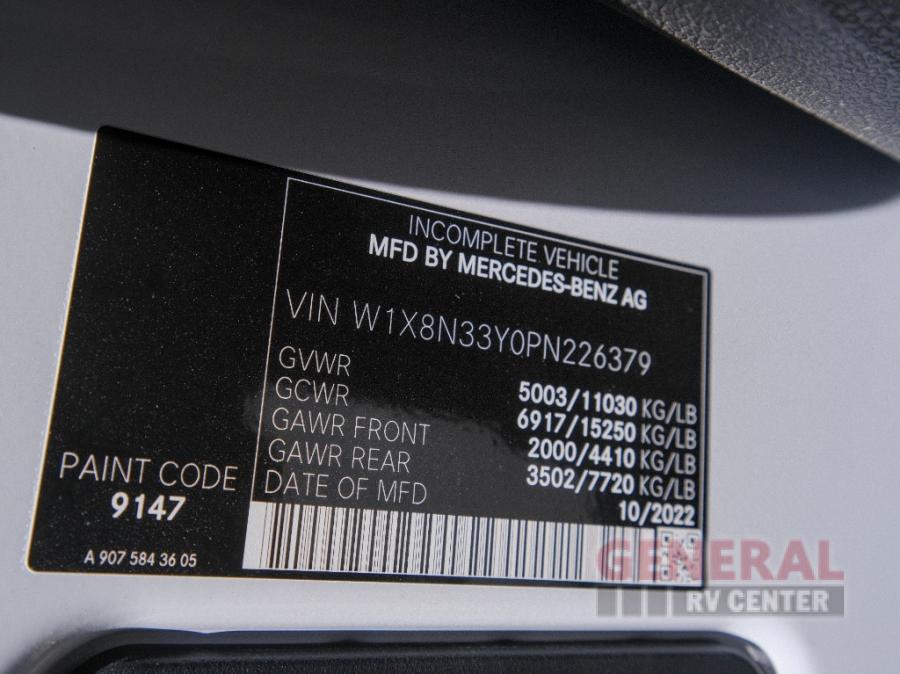 INCOMPLETE VEHICLE
MFD BY MERCEDES-BENZ AG
VIN W1X8N33Y0PN226379
GVWR 5003/11030 KG/LB
GCWR 6917/15250 KG/LB
GAWR FRONT 2000/4410 KG/LB
GAWR REAR 3502/7720 KG/LB
DATE OF MFD 10/2022
PAINT CODE
9147
A 907 584 36 05
GENERAL
RV CENTER